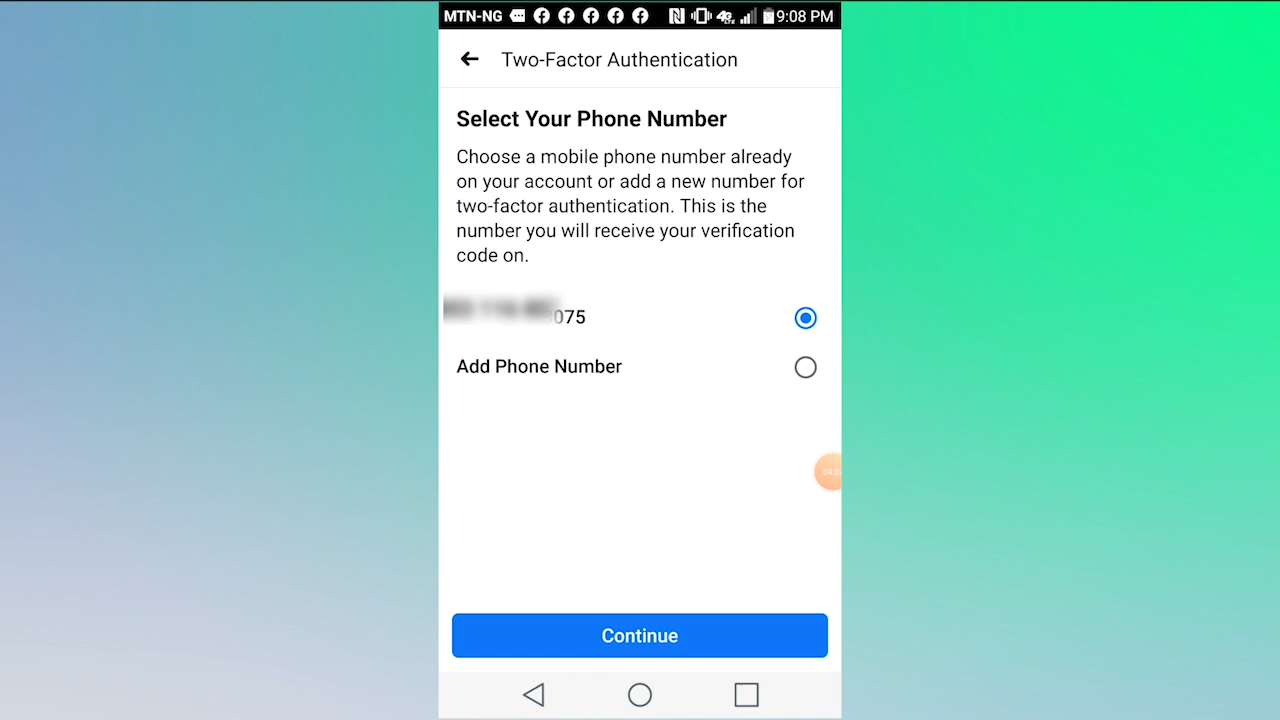 MTN-NG 9:08 PM
Two-Factor Authentication
Select Your Phone Number
Choose a mobile phone number already
on your account or add a new number for
two-factor authentication. This is the
number you will receive your verification
code on.
075
Add Phone Number
Continue